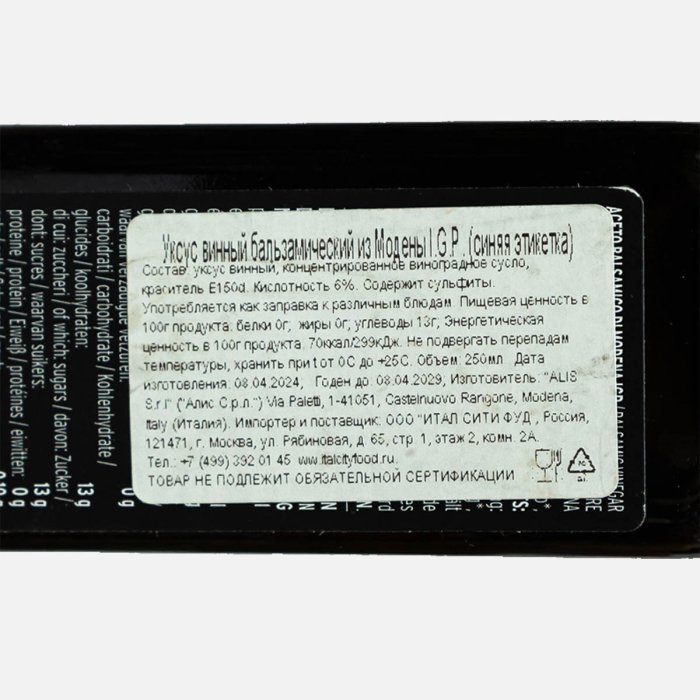 Уксус винный бальзамический из Модены I.G.P. (синяя этикетка)
Состав: уксус винный, концентрированное виноградное сусло,
краситель E150d. Кислотность 6%. Содержит сульфиты.
Употребляется как заправка к различным блюдам. Пищевая ценность в
100г продукта: белки 0г; жиры 0г; углеводы 13г; Энергетическая
ценность в 100г продукта: 70ккал/299кДж. Не подвергать перепадам
температуры, хранить при t от 0С до +25С. Объем: 250мл Дата
изготовления: 08.04.2024; Годен до: 08.04.2029; Изготовитель: "ALIS
S.r.l" ("Алис С.р.л.") Via Paletti, 1-41051, Castelnuovo Rangone, Modena,
Italy (Италия). Импортер и поставщик: ООО "ИТАЛ СИТИ ФУД", Россия,
121471, г. Москва, ул. Рябиновая, д 65, стр. 1, этаж 2, комн. 2А.
Тел.: +7 (499) 392 01 45 www.italcityfood.ru
ТОВАР НЕ ПОДЛЕЖИТ ОБЯЗАТЕЛЬНОЙ СЕРТИФИКАЦИИ
carboidrati / carbohydrate / kohlenhydrate /
glucides / koolhydraten:
13 g
di cui: zuccheri / of which: sugars / davon: Zucker /
dont: sucres / waarvan suikers:
13 g
proteine / protein / Eiweiß / protéines / eiwitten:
0 g